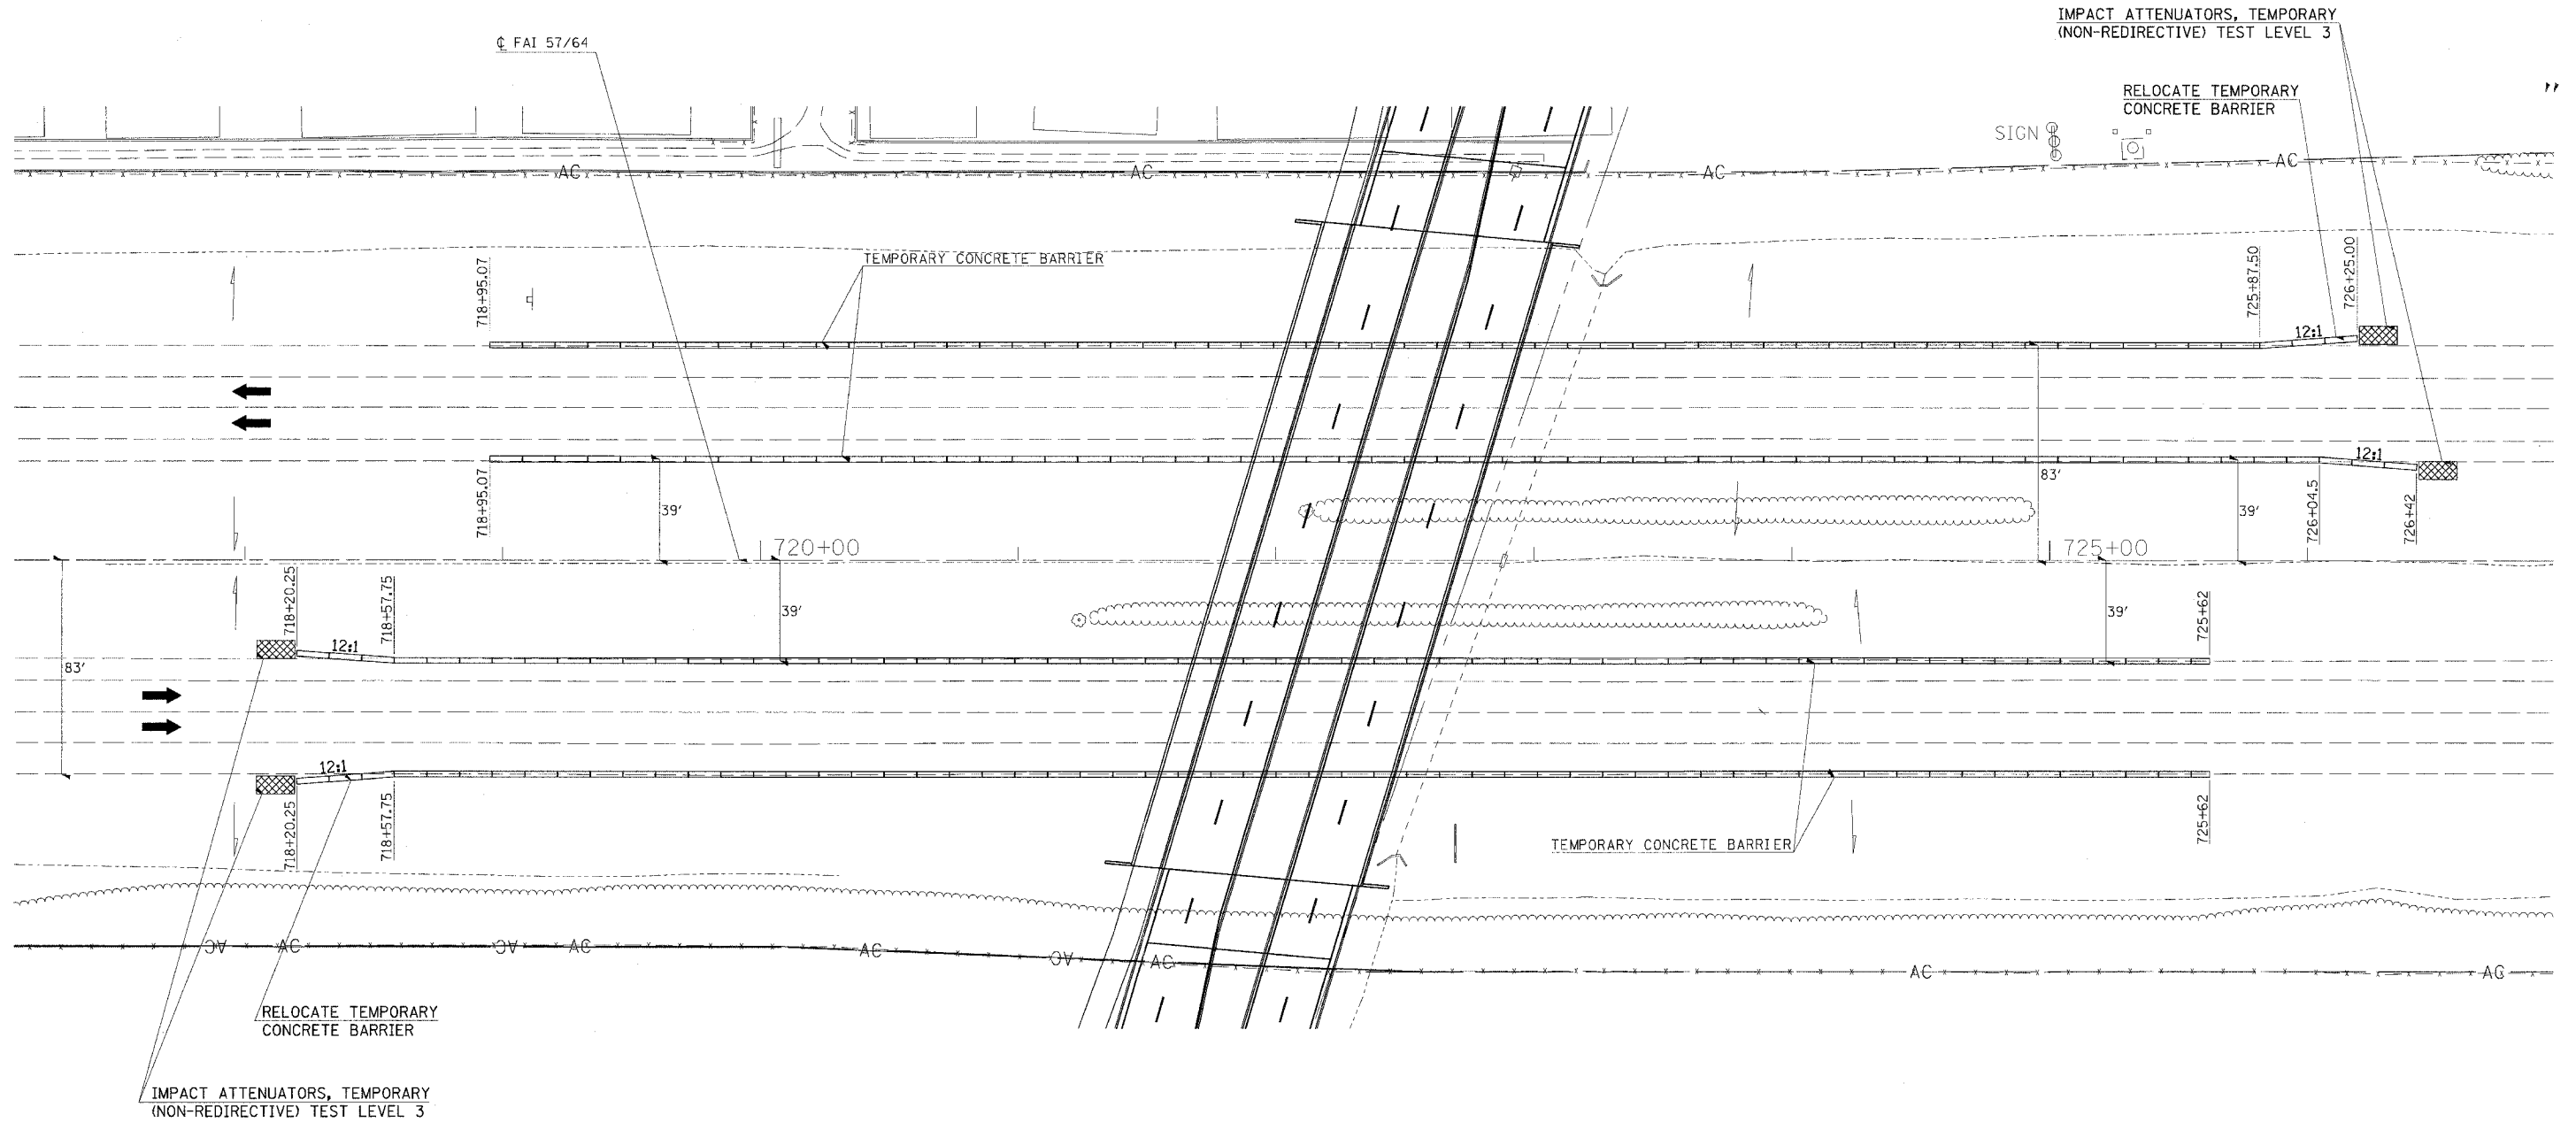 IMPACT ATTENUATORS, TEMPORARY
(NON-REDIRECTIVE) TEST LEVEL 3
℄ FAI 57/64
RELOCATE TEMPORARY
CONCRETE BARRIER
SIGN
AC
AC
AC
AC
TEMPORARY CONCRETE BARRIER
718+95.07
725+87.50
726+25.00
12:1
12:1
718+95.07
39'
83'
39'
726+04.5
726+42
720+00
725+00
718+20.25
718+57.75
39'
39'
725+62
12:1
83'
12:1
718+20.25
718+57.75
725+62
TEMPORARY CONCRETE BARRIER
AC
AC
AC
AC
AC
AC
AC
AC
AC
AC
RELOCATE TEMPORARY
CONCRETE BARRIER
IMPACT ATTENUATORS, TEMPORARY
(NON-REDIRECTIVE) TEST LEVEL 3